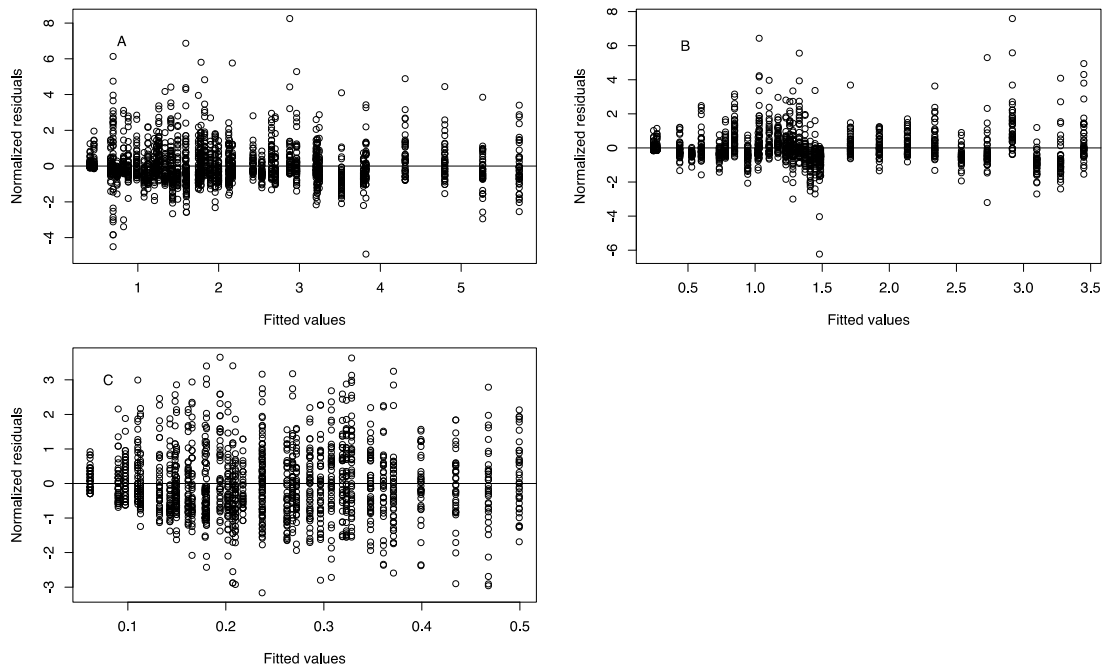 A
Normalized residuals
8
6
4
2
0
-2
-4
1 2 3 4 5
Fitted values
B
Normalized residuals
8
6
4
2
0
-2
-4
-6
0.5 1.0 1.5 2.0 2.5 3.0 3.5
Fitted values
C
Normalized residuals
3
2
1
0
-1
-2
-3
0.1 0.2 0.3 0.4 0.5
Fitted values